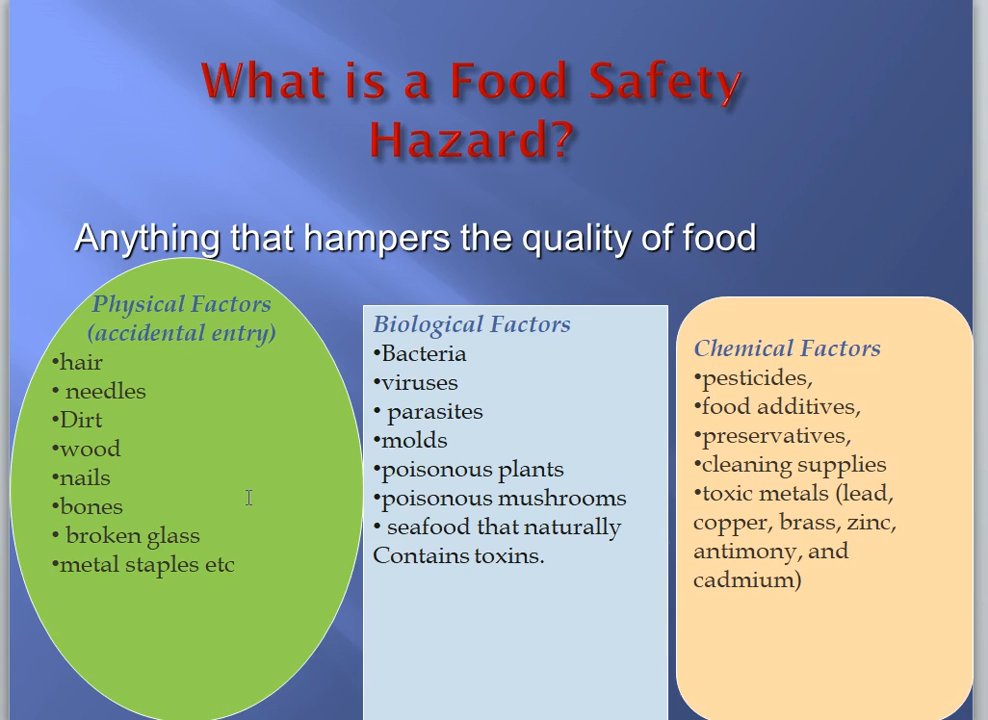 What is a Food Safety
Hazard?
Anything that hampers the quality of food
Physical Factors
(accidental entry)
•hair
• needles
•Dirt
•wood
•nails
•bones
• broken glass
•metal staples etc
Biological Factors
•Bacteria
•viruses
• parasites
•molds
•poisonous plants
•poisonous mushrooms
• seafood that naturally
Contains toxins.
Chemical Factors
•pesticides,
•food additives,
•preservatives,
•cleaning supplies
•toxic metals (lead,
copper, brass, zinc,
antimony, and
cadmium)